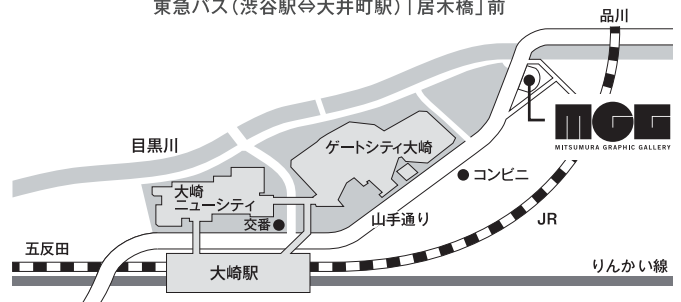 東急バス(渋谷駅⇔大井町駅)「居木橋」前
品川
MGG
MITSUMURA GRAPHIC GALLERY
目黒川
ゲートシティ大崎
コンビニ
大崎
ニューシティ
交番
山手通り
JR
五反田
大崎駅
りんかい線